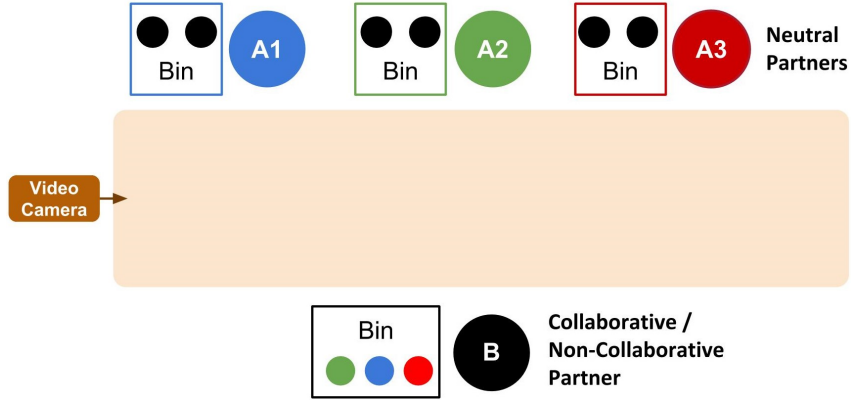 Bin
A1
Bin
A2
Bin
A3
Neutral
Partners
Video
Camera
Bin
B
Collaborative /
Non-Collaborative
Partner